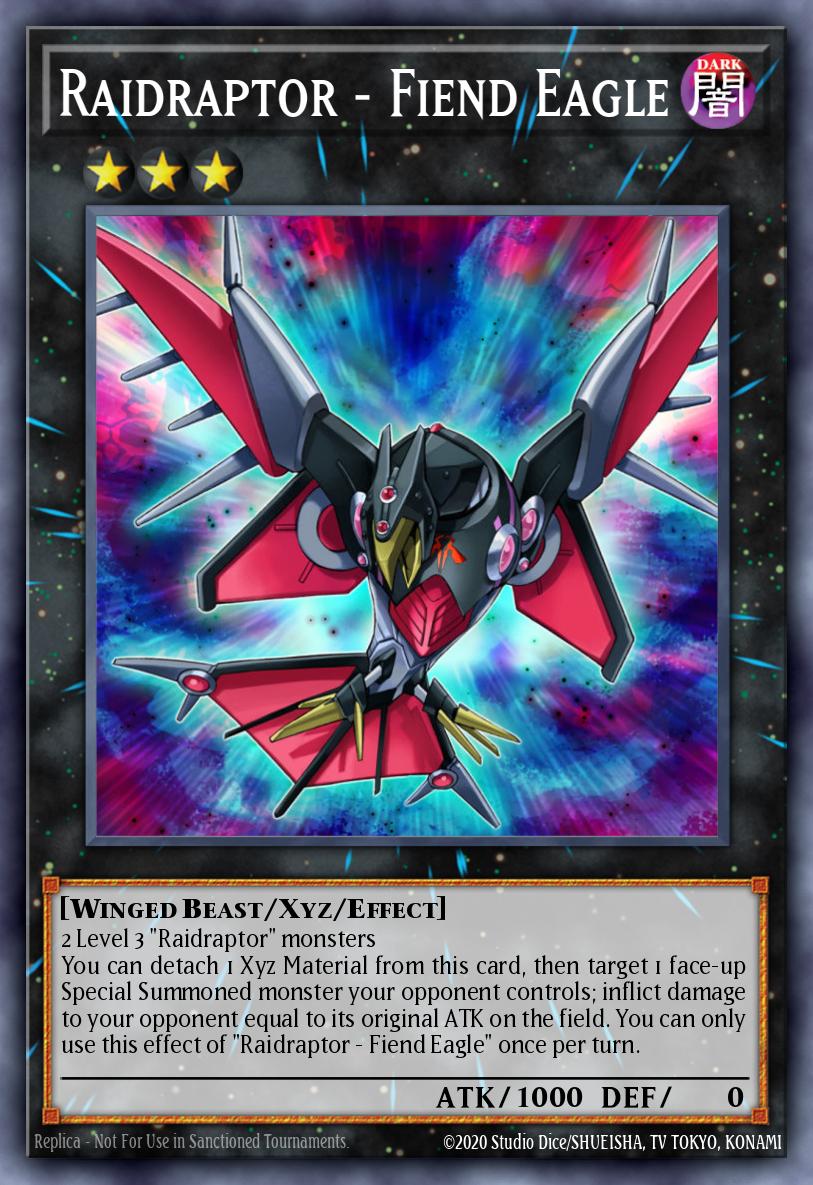 Raidraptor - Fiend Eagle
DARK
闇
[Winged Beast/Xyz/Effect]
2 Level 3 "Raidraptor" monsters
You can detach 1 Xyz Material from this card, then target 1 face-up
Special Summoned monster your opponent controls; inflict damage
to your opponent equal to its original ATK on the field. You can only
use this effect of "Raidraptor - Fiend Eagle" once per turn.
ATK/1000 DEF/ 0
Replica - Not For Use in Sanctioned Tournaments.
©2020 Studio Dice/SHUEISHA, TV TOKYO, KONAMI